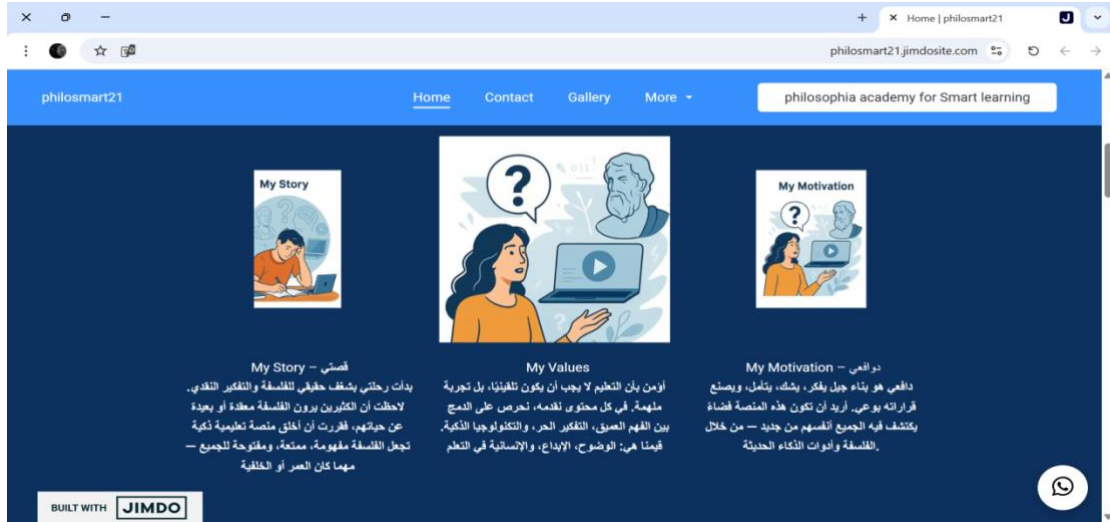 Home | philosmart21
philosmart21.jimdosite.com
philosmart21
Home
Contact
Gallery
More
philosophia academy for Smart learning
My Story
My Motivation
My Story – قصتي
بدأت رحلتي بشغف حقيقي للفلسفة والتفكير النقدي.
لاحظت أن الكثيرين يرون الفلسفة معقدة أو بعيدة
عن حياتهم، فقررت أن أخلق منصة تعليمية ذكية
تجعل الفلسفة مفهومة، ممتعة، ومفتوحة للجميع —
مهما كان العمر أو الخلفية
My Values
أؤمن بأن التعليم لا يجب أن يكون تلقينيًا، بل تجربة
ملهمة. في كل محتوى نقدمه، نحرص على الدمج
بين الفهم العميق، التفكير الحر، والتكنولوجيا الذكية.
قيمنا هي: الوضوح، الإبداع، والإنسانية في التعلم
My Motivation – دوافعي
دافعي هو بناء جيل يفكر، يشك، يتأمل، ويصنع
قراراته بوعي. أريد أن تكون هذه المنصة فضاءً
يكتشف فيه الجميع أنفسهم من جديد — من خلال
.الفلسفة وأدوات الذكاء الحديثة
BUILT WITH JIMDO